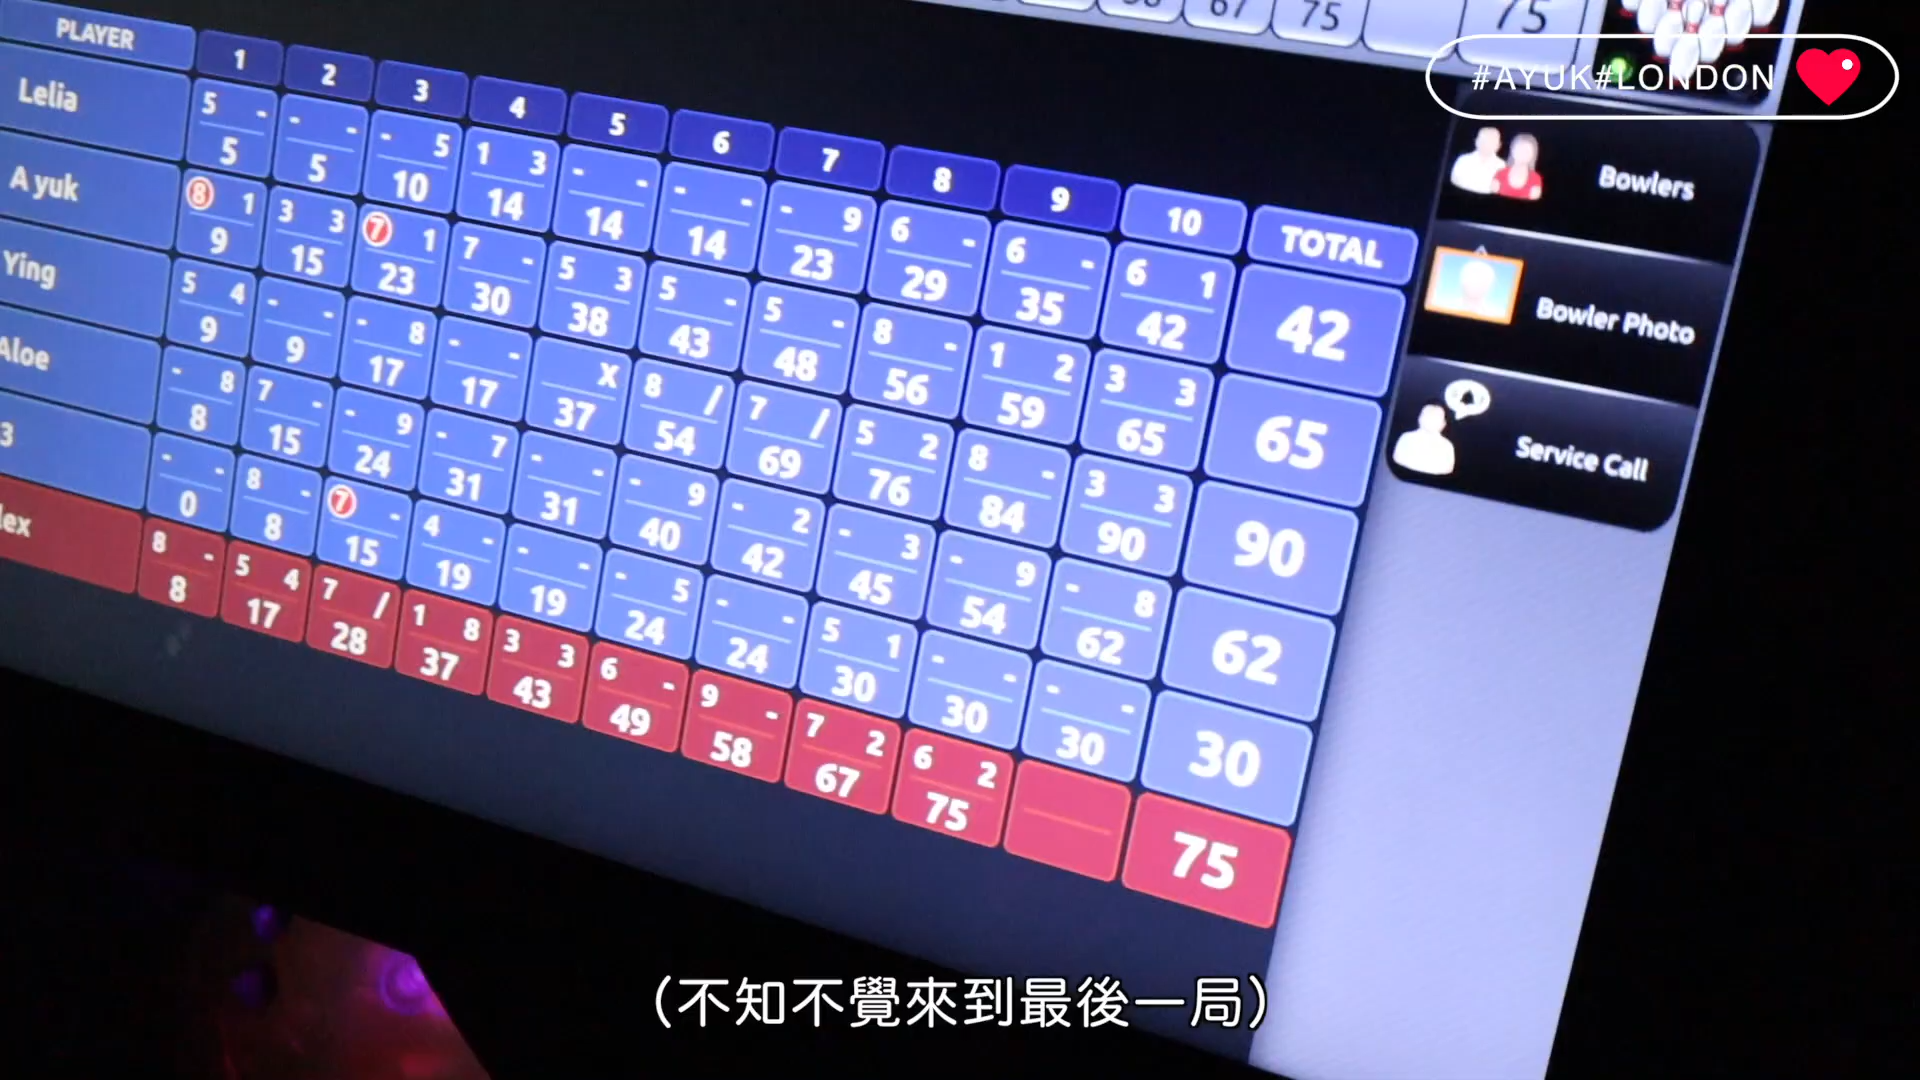 58 67 75 75
#AYUK#LONDON
PLAYER 1 2 3 4 5 6 7 8 9 10 TOTAL
Lelia 5 - - - - 5 1 3 - - - - - 9 6 - 6 - 6 1
5 5 10 14 14 14 23 29 35 42 42
A yuk 8 1 3 3 7 1 7 - 5 3 5 - 5 - 8 - 1 2 3 3
9 15 23 30 38 43 48 56 59 65 65
Ying 5 4 - - - 8 - - X 8 / 7 / 5 2 8 - 3 3
9 9 17 17 37 54 69 76 84 90 90
Aloe - 8 7 - - 9 - 7 - - - 9 - 2 - 3 - 9 - 8
8 15 24 31 31 40 42 45 54 62 62
3 - - 8 - 7 - 4 - - - - 5 - - 5 1 - - - -
0 8 15 19 19 24 24 30 30 30 30
lex 8 - 5 4 7 / 1 8 3 3 6 - 9 - 7 2 6 2
8 17 28 37 43 49 58 67 75 75
Bowlers
Bowler Photo
Service Call
（不知不覺來到最後一局）